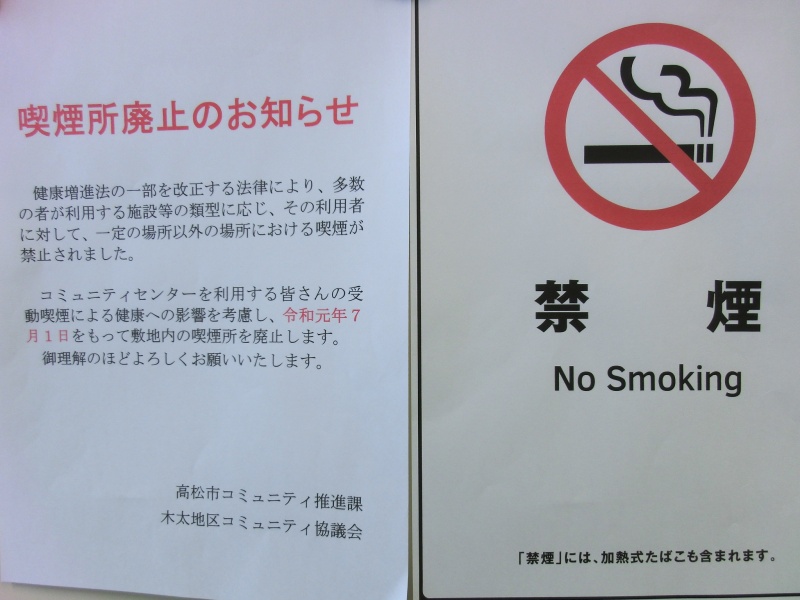 喫煙所廃止のお知らせ
健康増進法の一部を改正する法律により、多数
の者が利用する施設等の類型に応じ、その利用者
に対して、一定の場所以外の場所における喫煙が
禁止されました。
コミュニティセンターを利用する皆さんの受
動喫煙による健康への影響を考慮し、令和元年7
月1日をもって敷地内の喫煙所を廃止します。
御理解のほどよろしくお願いいたします。
高松市コミュニティ推進課
木太地区コミュニティ協議会
禁 煙
No Smoking
「禁煙」には、加熱式たばこも含まれます。